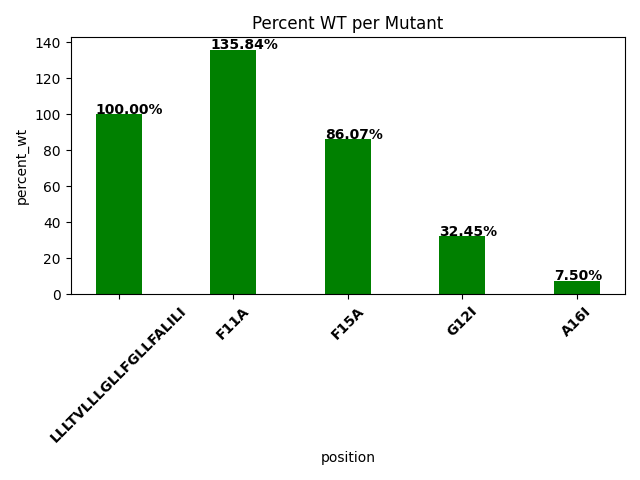 Percent WT per Mutant
percent_wt
140
120
100
80
60
40
20
0
100.00%
135.84%
86.07%
32.45%
7.50%
LLLTVLLLGLLFGLLFALILI
F11A
F15A
G12I
A16I
position